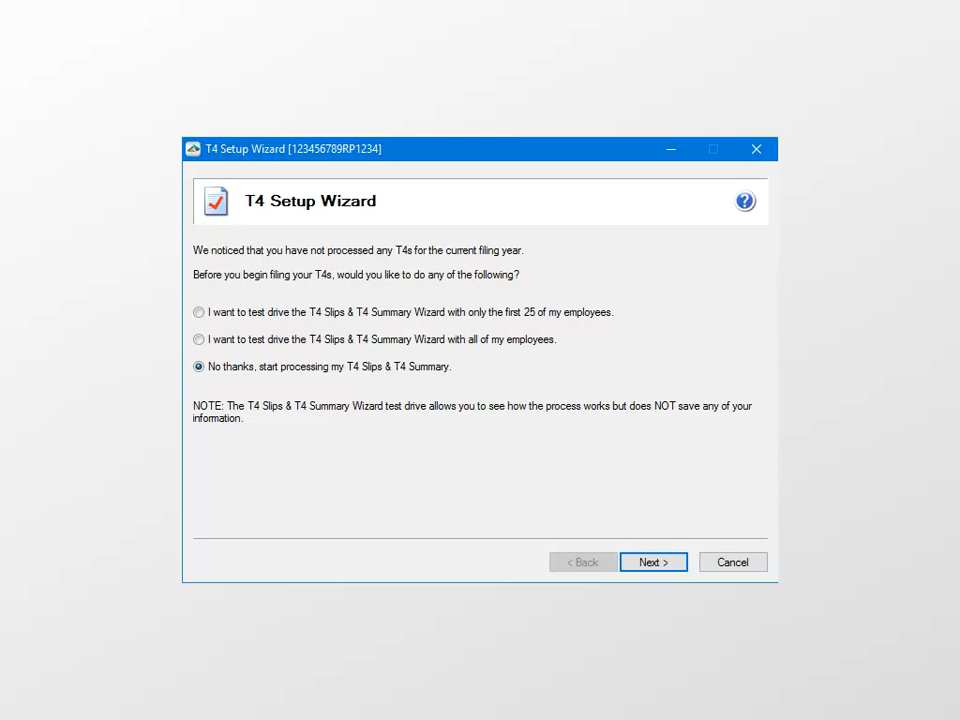 T4 Setup Wizard [123456789RP1234]
T4 Setup Wizard
?
We noticed that you have not processed any T4s for the current filing year.
Before you begin filing your T4s, would you like to do any of the following?
I want to test drive the T4 Slips & T4 Summary Wizard with only the first 25 of my employees.
I want to test drive the T4 Slips & T4 Summary Wizard with all of my employees.
No thanks, start processing my T4 Slips & T4 Summary.
NOTE: The T4 Slips & T4 Summary Wizard test drive allows you to see how the process works but does NOT save any of your
information.
< Back Next > Cancel